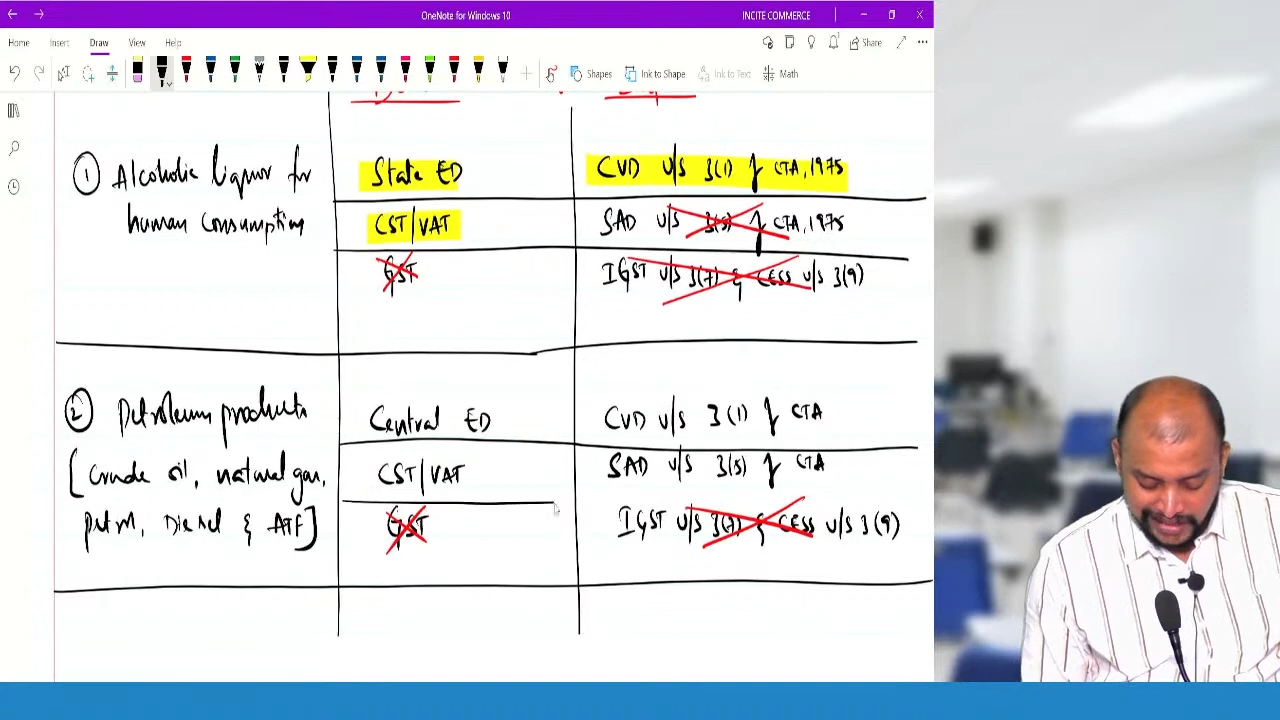 OneNote for Windows 10
INCITE COMMERCE
Home Insert Draw View Help
Share
Shapes Ink to Shape Ink to Text Math
① Alcoholic liquor for
human consumption
State ED
CVD u/s 3(1) of CTA, 1975
CST/VAT
SAD u/s 3(5) of CTA, 1975
GST
IGST u/s 3(7) & CESS u/s 3(9)
② Petroleum products
[Crude oil, natural gas,
petrol, Diesel & ATF]
Central ED
CVD u/s 3(1) of CTA
CST/VAT
SAD u/s 3(5) of CTA
GST
IGST u/s 3(7) & CESS u/s 3(9)